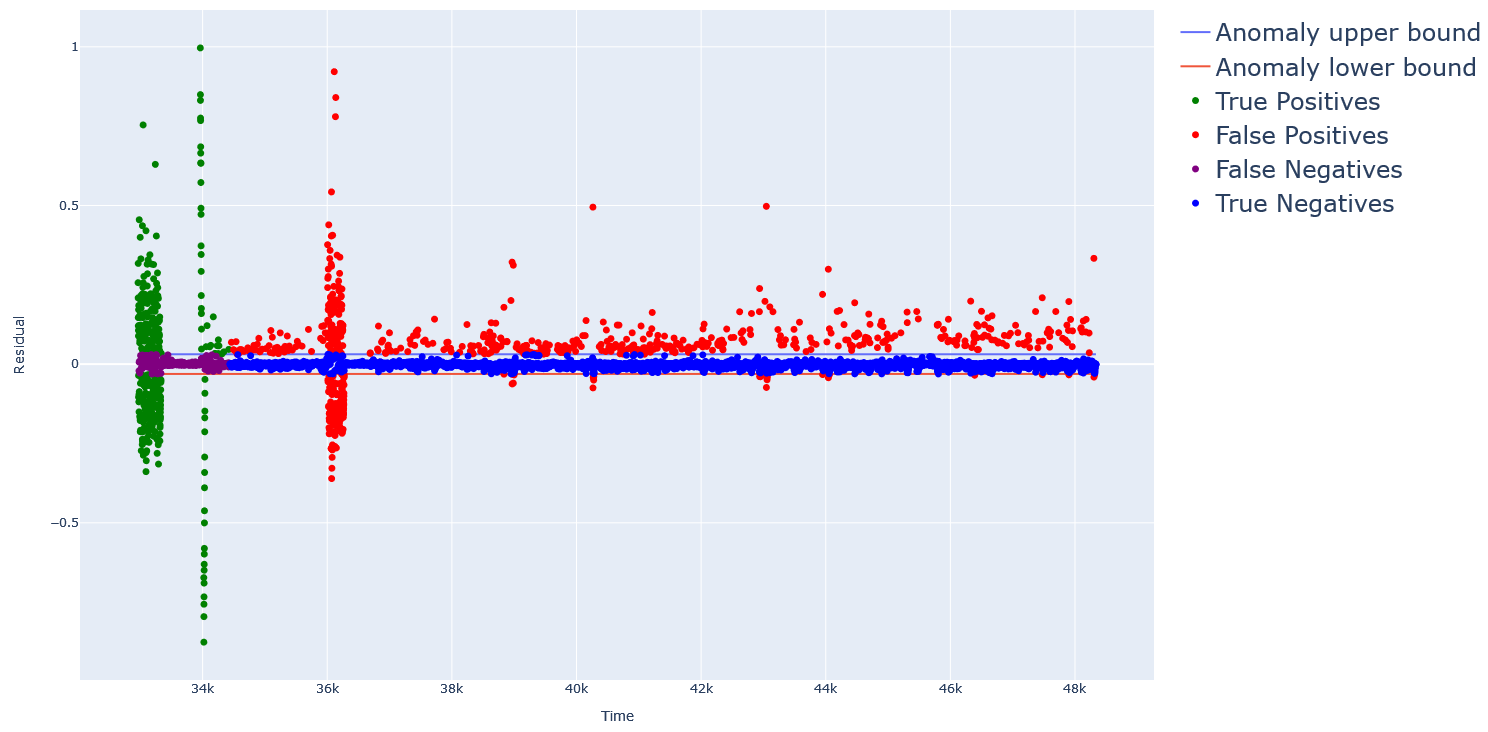 1
0.5
0
−0.5
Residual
34k
36k
38k
40k
42k
44k
46k
48k
Time
Anomaly upper bound
Anomaly lower bound
True Positives
False Positives
False Negatives
True Negatives